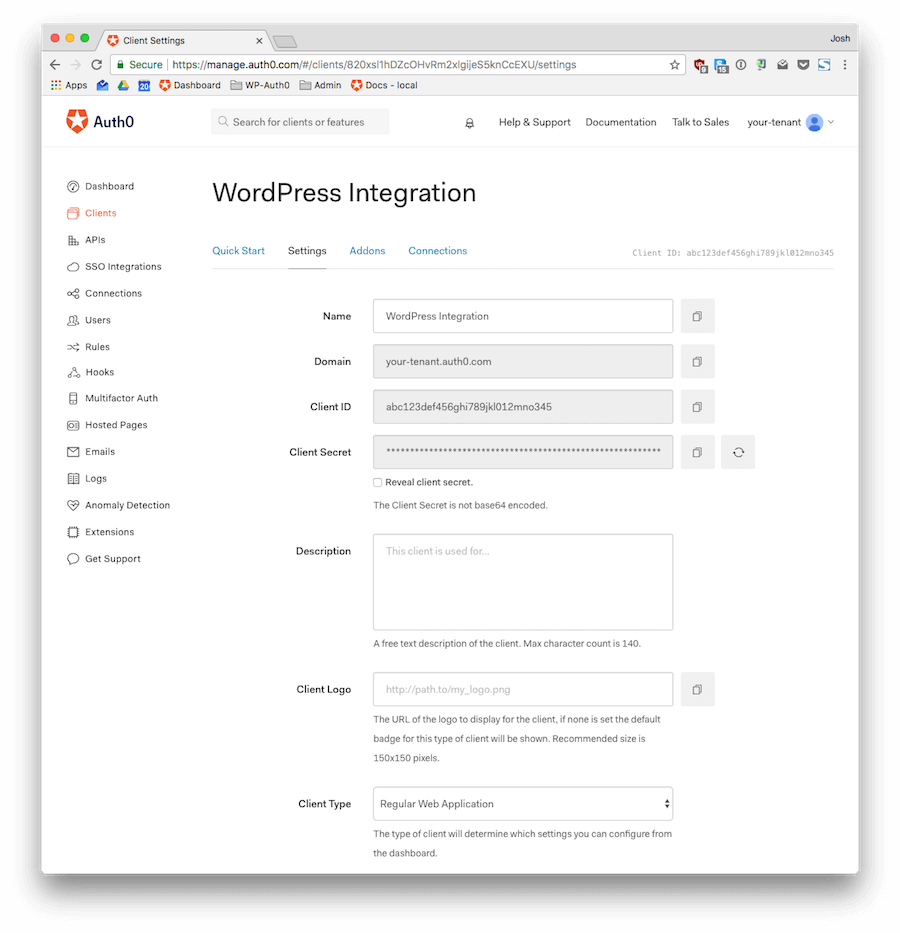 Client Settings
Josh
Secure https://manage.auth0.com/#/clients/820xsl1hDZcOHvRm2xlgijeS5knCcEXU/settings
9
15
Apps
20
Dashboard
WP-Auth0
Admin
Docs - local
Auth0
Search for clients or features
Help & Support
Documentation
Talk to Sales
your-tenant
Dashboard
Clients
APIs
SSO Integrations
Connections
Users
Rules
Hooks
Multifactor Auth
Hosted Pages
Emails
Logs
Anomaly Detection
Extensions
Get Support
WordPress Integration
Quick Start
Settings
Addons
Connections
Client ID: abc123def456ghi789jkl012mno345
Name
WordPress Integration
Domain
your-tenant.auth0.com
Client ID
abc123def456ghi789jkl012mno345
Client Secret
Reveal client secret.
The Client Secret is not base64 encoded.
Description
This client is used for...
A free text description of the client. Max character count is 140.
Client Logo
http://path.to/my_logo.png
The URL of the logo to display for the client, if none is set the default
badge for this type of client will be shown. Recommended size is
150x150 pixels.
Client Type
Regular Web Application
The type of client will determine which settings you can configure from
the dashboard.